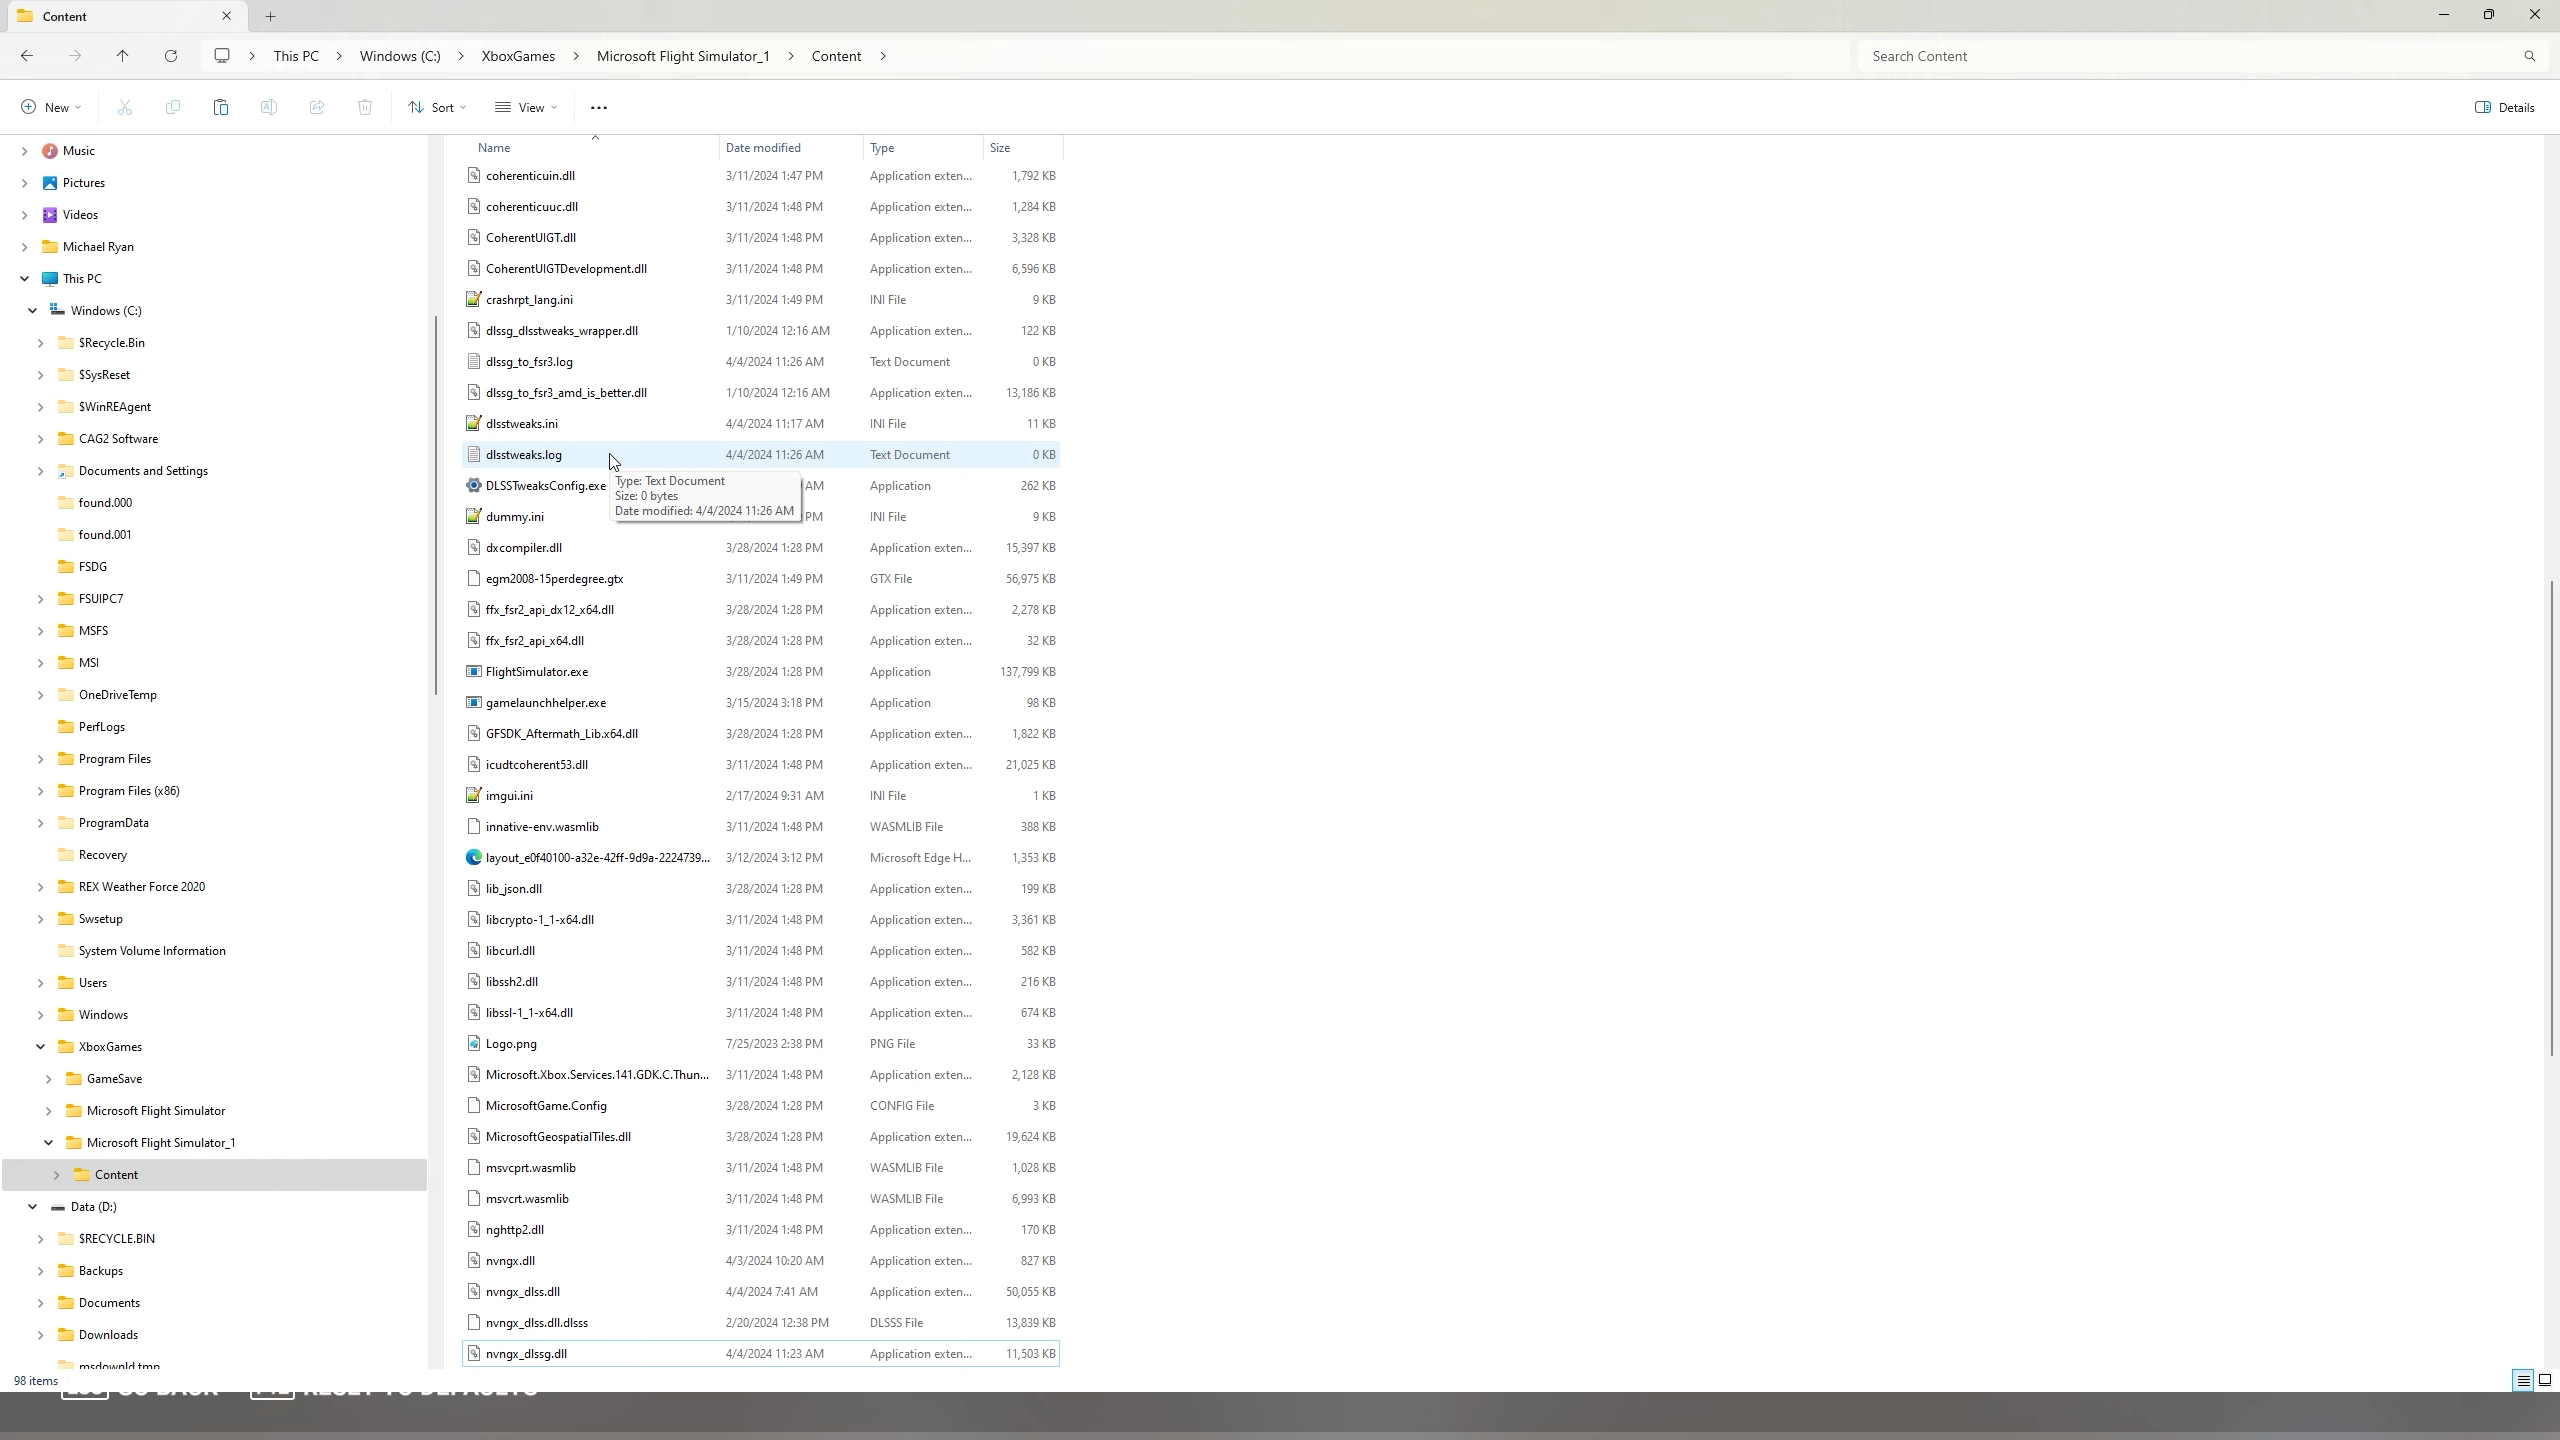 Content
This PC
Windows (C:)
XboxGames
Microsoft Flight Simulator_1
Content
Search Content
New
Sort
View
Details
Music
Pictures
Videos
Michael Ryan
This PC
Windows (C:)
$Recycle.Bin
$SysReset
$WinREAgent
CAG2 Software
Documents and Settings
found.000
found.001
FSDG
FSUIPC7
MSFS
MSI
OneDriveTemp
PerfLogs
Program Files
Program Files (x86)
ProgramData
Recovery
REX Weather Force 2020
Swsetup
System Volume Information
Users
Windows
XboxGames
GameSave
Microsoft Flight Simulator
Microsoft Flight Simulator_1
Content
Data (D:)
$RECYCLE.BIN
Backups
Documents
Downloads
msdownld.tmp
Name Date modified Type Size
coherenticuin.dll 3/11/2024 1:47 PM Application exten... 1,792 KB
coherenticuuc.dll 3/11/2024 1:48 PM Application exten... 1,284 KB
CoherentUIGT.dll 3/11/2024 1:48 PM Application exten... 3,328 KB
CoherentUIGTDevelopment.dll 3/11/2024 1:48 PM Application exten... 6,596 KB
crashrpt_lang.ini 3/11/2024 1:49 PM INI File 9 KB
dlssg_dlsstweaks_wrapper.dll 1/10/2024 12:16 AM Application exten... 122 KB
dlssg_to_fsr3.log 4/4/2024 11:26 AM Text Document 0 KB
dlssg_to_fsr3_amd_is_better.dll 1/10/2024 12:16 AM Application exten... 13,186 KB
dlsstweaks.ini 4/4/2024 11:17 AM INI File 11 KB
dlsstweaks.log 4/4/2024 11:26 AM Text Document 0 KB
DLSSTweaksConfig.exe AM Application 262 KB
dummy.ini PM INI File 9 KB
Type: Text Document
Size: 0 bytes
Date modified: 4/4/2024 11:26 AM
dxcompiler.dll 3/28/2024 1:28 PM Application exten... 15,397 KB
egm2008-15perdegree.gtx 3/11/2024 1:49 PM GTX File 56,975 KB
ffx_fsr2_api_dx12_x64.dll 3/28/2024 1:28 PM Application exten... 2,278 KB
ffx_fsr2_api_x64.dll 3/28/2024 1:28 PM Application exten... 32 KB
FlightSimulator.exe 3/28/2024 1:28 PM Application 137,799 KB
gamelaunchhelper.exe 3/15/2024 3:18 PM Application 98 KB
GFSDK_Aftermath_Lib.x64.dll 3/28/2024 1:28 PM Application exten... 1,822 KB
icudtcoherent53.dll 3/11/2024 1:48 PM Application exten... 21,025 KB
imgui.ini 2/17/2024 9:31 AM INI File 1 KB
innative-env.wasmlib 3/11/2024 1:48 PM WASMLIB File 388 KB
layout_e0f40100-a32e-42ff-9d9a-2224739... 3/12/2024 3:12 PM Microsoft Edge H... 1,353 KB
lib_json.dll 3/28/2024 1:28 PM Application exten... 199 KB
libcrypto-1_1-x64.dll 3/11/2024 1:48 PM Application exten... 3,361 KB
libcurl.dll 3/11/2024 1:48 PM Application exten... 582 KB
libssh2.dll 3/11/2024 1:48 PM Application exten... 216 KB
libssl-1_1-x64.dll 3/11/2024 1:48 PM Application exten... 674 KB
Logo.png 7/25/2023 2:38 PM PNG File 33 KB
Microsoft.Xbox.Services.141.GDK.C.Thun... 3/11/2024 1:48 PM Application exten... 2,128 KB
MicrosoftGame.Config 3/28/2024 1:28 PM CONFIG File 3 KB
MicrosoftGeospatialTiles.dll 3/28/2024 1:28 PM Application exten... 19,624 KB
msvcprt.wasmlib 3/11/2024 1:48 PM WASMLIB File 1,028 KB
msvcrt.wasmlib 3/11/2024 1:48 PM WASMLIB File 6,993 KB
nghttp2.dll 3/11/2024 1:48 PM Application exten... 170 KB
nvngx.dll 4/3/2024 10:20 AM Application exten... 827 KB
nvngx_dlss.dll 4/4/2024 7:41 AM Application exten... 50,055 KB
nvngx_dlss.dll.dlsss 2/20/2024 12:38 PM DLSSS File 13,839 KB
nvngx_dlssg.dll 4/4/2024 11:23 AM Application exten... 11,503 KB
98 items
GO BACK RESET TO DEFAULTS